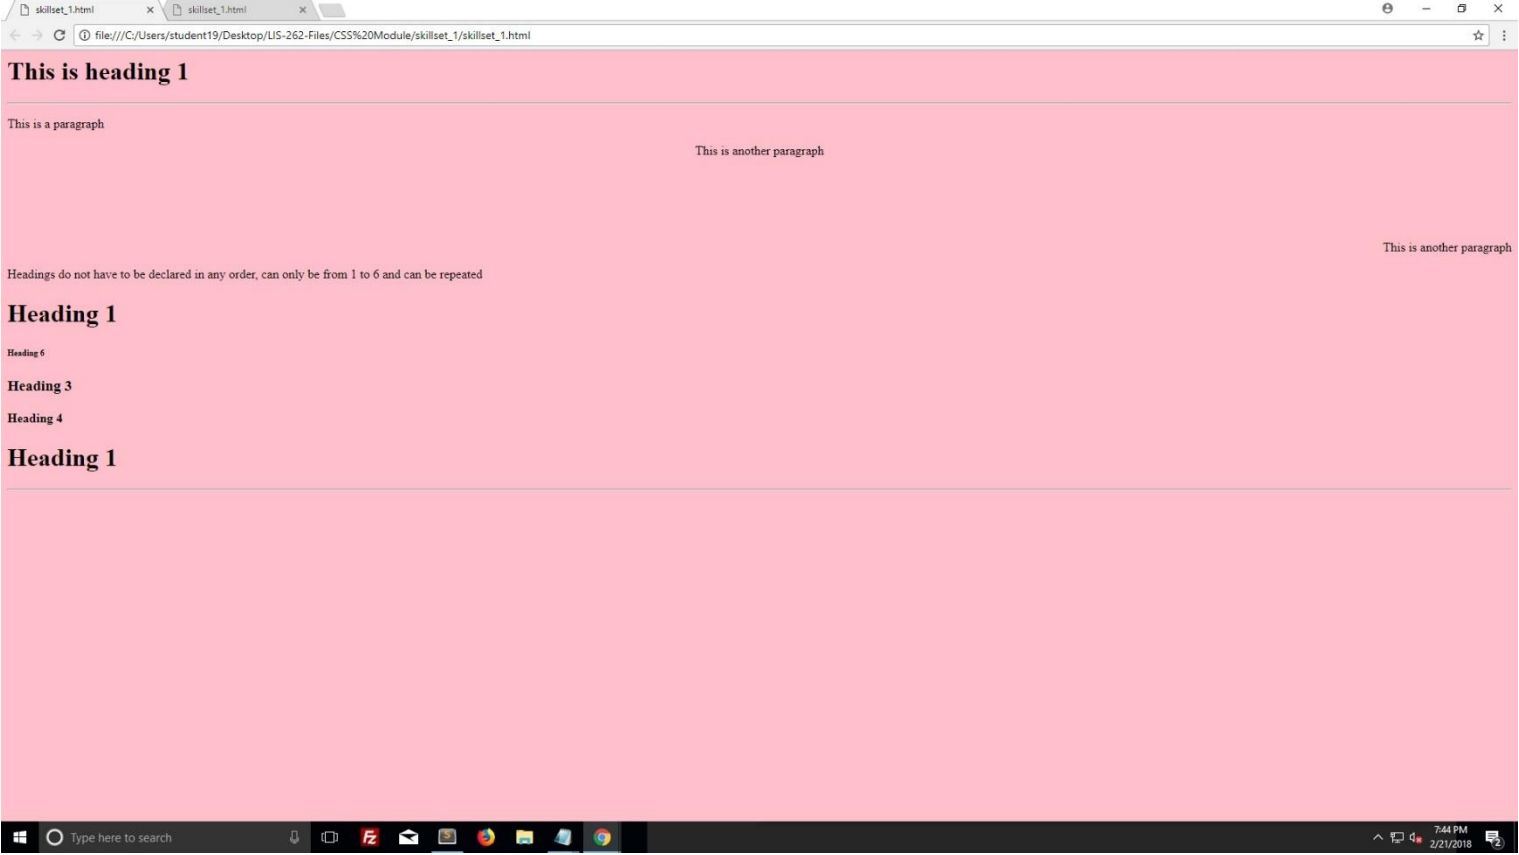 skillset_1.html
skillset_1.html
file:///C:/Users/student19/Desktop/LIS-262-Files/CSS%20Module/skillset_1/skillset_1.html
This is heading 1
This is a paragraph
This is another paragraph
This is another paragraph
Headings do not have to be declared in any order, can only be from 1 to 6 and can be repeated
Heading 1
Heading 6
Heading 3
Heading 4
Heading 1
Type here to search
Fz
S
7:44 PM
2/21/2018
2